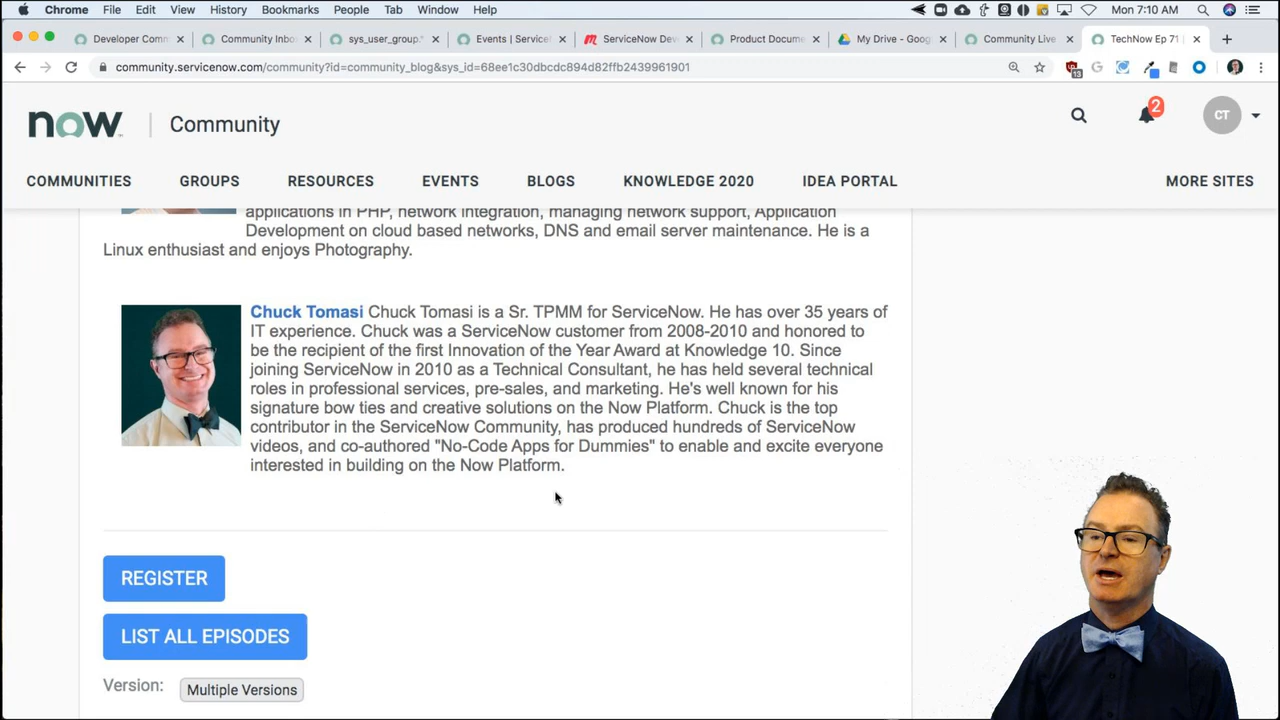 Chrome File Edit View History Bookmarks People Tab Window Help Mon 7:10 AM
Developer Comm Community Inbo sys_user_group.* Events | Service ServiceNow Dev Product Docume My Drive - Goog Community Live TechNow Ep 71 |
community.servicenow.com/community?id=community_blog&sys_id=68ee1c30dbcdc894d82ffb2439961901
13
now Community 2 CT
COMMUNITIES GROUPS RESOURCES EVENTS BLOGS KNOWLEDGE 2020 IDEA PORTAL MORE SITES
applications in PHP, network integration, managing network support, Application
Development on cloud based networks, DNS and email server maintenance. He is a
Linux enthusiast and enjoys Photography.
Chuck Tomasi Chuck Tomasi is a Sr. TPMM for ServiceNow. He has over 35 years of
IT experience. Chuck was a ServiceNow customer from 2008-2010 and honored to
be the recipient of the first Innovation of the Year Award at Knowledge 10. Since
joining ServiceNow in 2010 as a Technical Consultant, he has held several technical
roles in professional services, pre-sales, and marketing. He's well known for his
signature bow ties and creative solutions on the Now Platform. Chuck is the top
contributor in the ServiceNow Community, has produced hundreds of ServiceNow
videos, and co-authored "No-Code Apps for Dummies" to enable and excite everyone
interested in building on the Now Platform.
REGISTER
LIST ALL EPISODES
Version: Multiple Versions